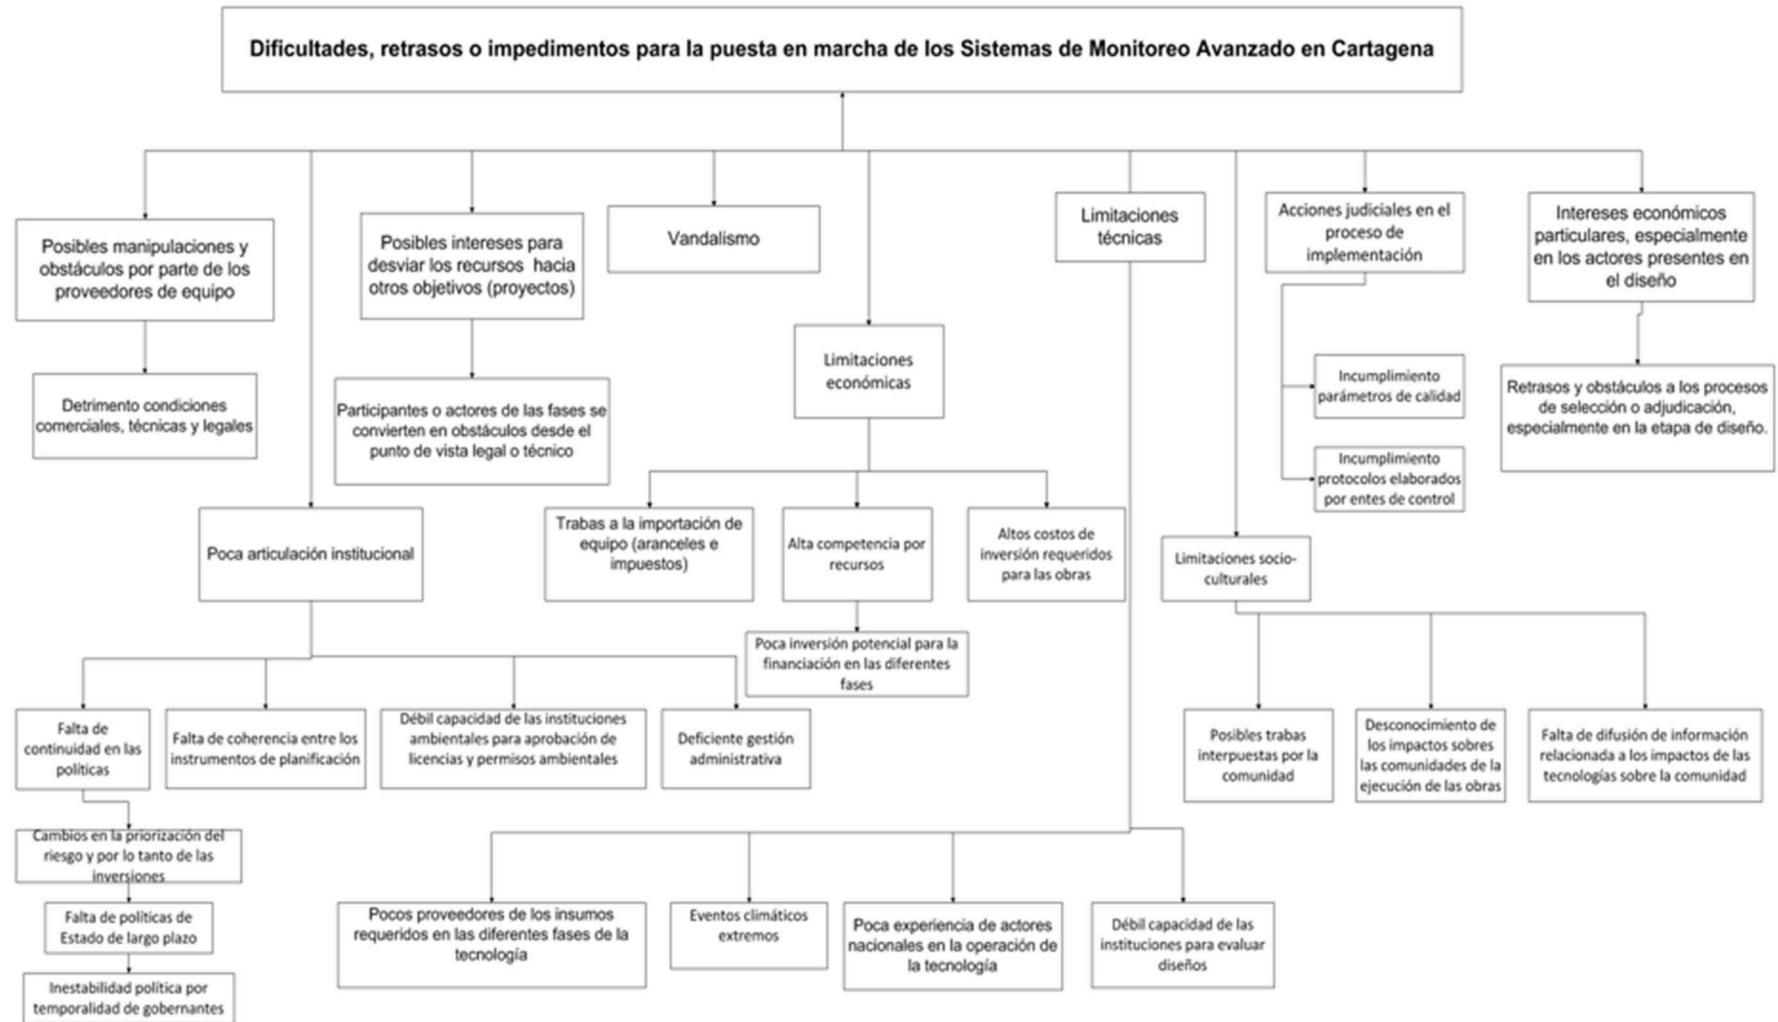 Dificultades, retrasos o impedimentos para la puesta en marcha de los Sistemas de Monitoreo Avanzado en Cartagena
Posibles manipulaciones y
obstáculos por parte de los
proveedores de equipo
Detrimento condiciones
comerciales, técnicas y legales
Posibles intereses para
desviar los recursos hacia
otros objetivos (proyectos)
Participantes o actores de las fases se
convierten en obstáculos desde el
punto de vista legal o técnico
Vandalismo
Limitaciones
económicas
Limitaciones
técnicas
Acciones judiciales en el
proceso de
implementación
Incumplimiento
parámetros de calidad
Incumplimiento
protocolos elaborados
por entes de control
Intereses económicos
particulares, especialmente
en los actores presentes en
el diseño
Retrasos y obstáculos a los procesos
de selección o adjudicación,
especialmente en la etapa de diseño.
Poca articulación institucional
Trabas a la importación de
equipo (aranceles e
impuestos)
Alta competencia por
recursos
Altos costos de
inversión requeridos
para las obras
Poca inversión potencial para la
financiación en las diferentes
fases
Limitaciones socio-
culturales
Falta de
continuidad en las
políticas
Falta de coherencia entre los
instrumentos de planificación
Débil capacidad de las instituciones
ambientales para aprobación de
licencias y permisos ambientales
Deficiente gestión
administrativa
Posibles trabas
interpuestas por la
comunidad
Desconocimiento de
los impactos sobres
las comunidades de la
ejecución de las obras
Falta de difusión de información
relacionada a los impactos de las
tecnologías sobre la comunidad
Cambios en la priorización del
riesgo y por lo tanto de las
inversiones
Falta de políticas de
Estado de largo plazo
Inestabilidad política por
temporalidad de gobernantes
Pocos proveedores de los insumos
requeridos en las diferentes fases de la
tecnología
Eventos climáticos
extremos
Poca experiencia de actores
nacionales en la operación de
la tecnología
Débil capacidad de las
instituciones para evaluar
diseños